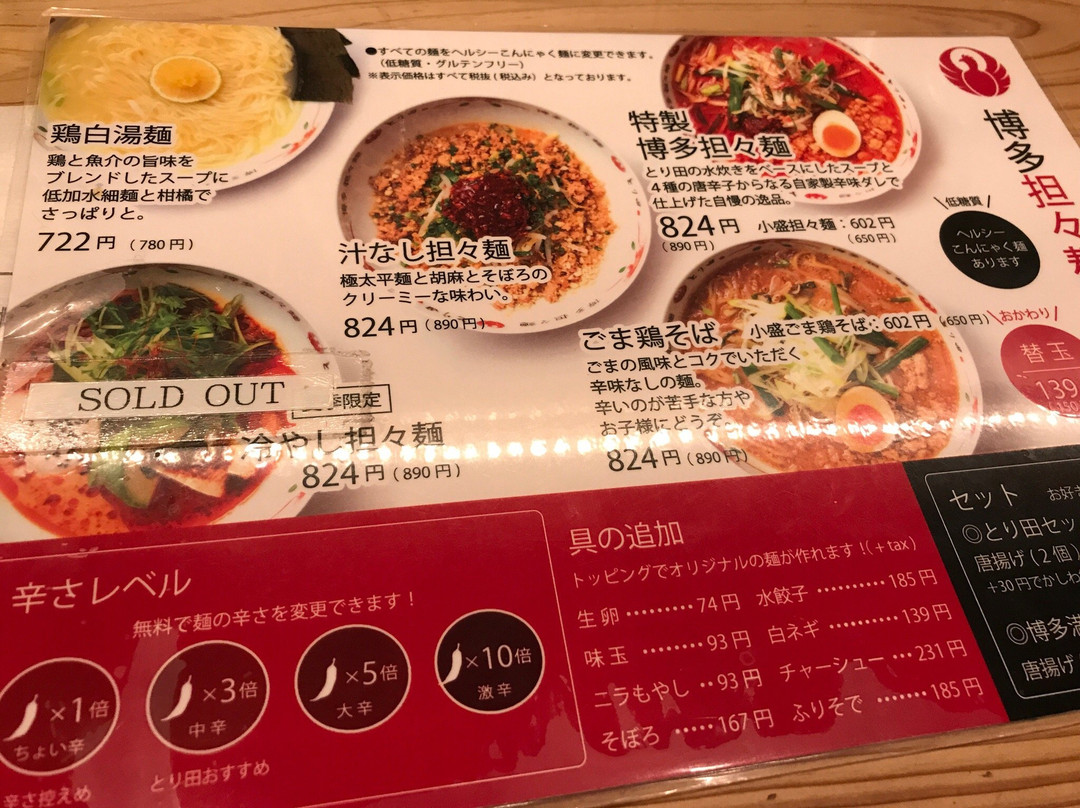 ●すべての麺をヘルシーこんにゃく麺に変更できます。
（低糖質・グルテンフリー）
※表示価格はすべて税抜（税込み）となっております。
鶏白湯麺
鶏と魚介の旨味を
ブレンドしたスープに
低加水細麺と柑橘で
さっぱりと。
722円（780円）
汁なし担々麺
極太平麺と胡麻とそぼろの
クリーミーな味わい。
824円（890円）
特製
博多担々麺
とり田の水炊きをベースにしたスープと
４種の唐辛子からなる自家製辛味ダレで
仕上げた自慢の逸品。
824円 小盛担々麺：602円
（890円） （650円）
博多担々麺
低糖質
ヘルシー
こんにゃく麺
あります
SOLD OUT
限定
冷やし担々麺
824円（890円）
ごま鶏そば 小盛ごま鶏そば：602円（650円）
ごまの風味とコクでいただく
辛味なしの麺。
辛いのが苦手な方や
お子様にどうぞ。
824円（890円）
おかわり
替玉
139
辛さレベル
無料で麺の辛さを変更できます！
×1倍
ちょい辛
辛さ控えめ
×3倍
中辛
とり田おすすめ
×5倍
大辛
×10倍
激辛
具の追加
トッピングでオリジナルの麺が作れます！（+tax）
生卵………74円
味玉………93円
ニラもやし‥93円
そぼろ……167円
水餃子………185円
白ネギ………139円
チャーシュー…231円
ふりそで……185円
セット
◎とり田セッ
唐揚げ（2個）
+30円でかしわ
◎博多
唐揚げ